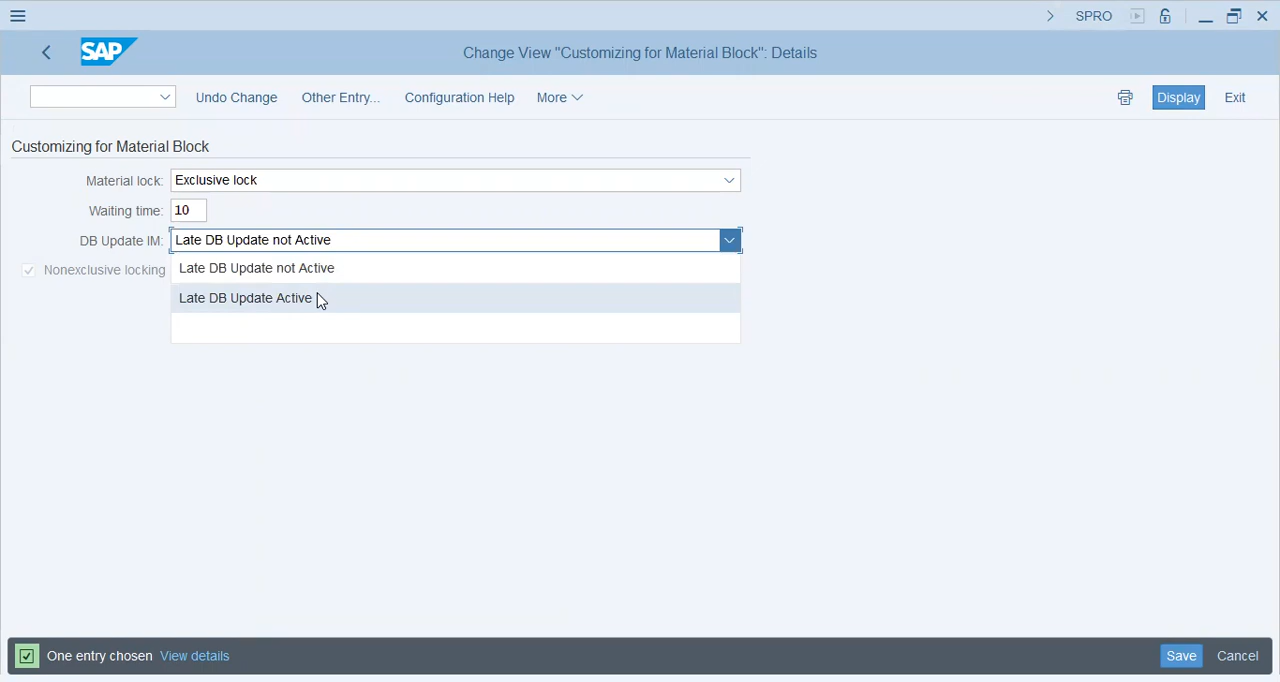 SPRO
SAP
Change View "Customizing for Material Block": Details
Undo Change
Other Entry...
Configuration Help
More
Display
Exit
Customizing for Material Block
Material lock: Exclusive lock
Waiting time: 10
DB Update IM: Late DB Update not Active
Nonexclusive locking
Late DB Update not Active
Late DB Update Active
One entry chosen View details
Save
Cancel